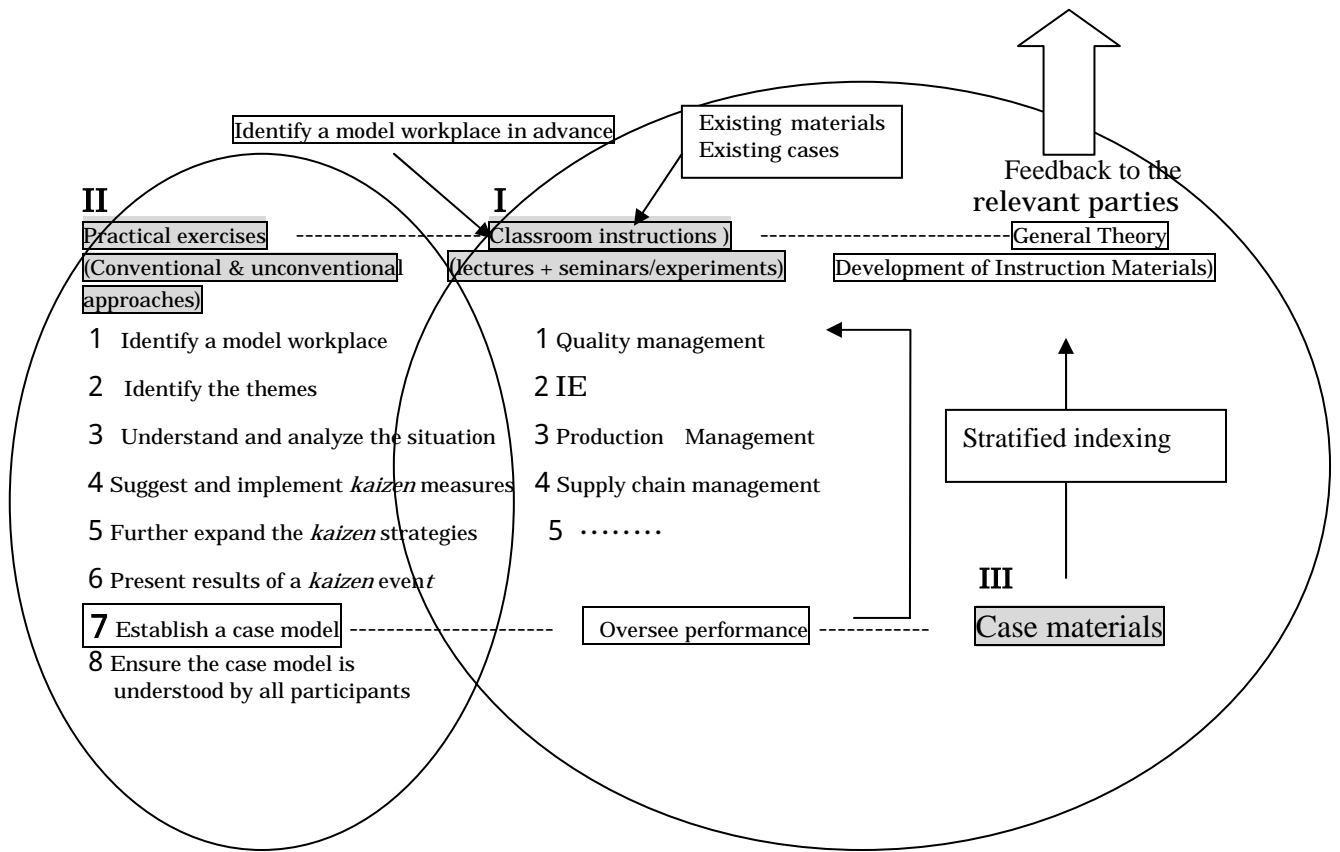 Identify a model workplace in advance
Existing materials
Existing cases
Feedback to the
relevant parties
II
Practical exercises
(Conventional & unconventional
approaches)
1 Identify a model workplace
2 Identify the themes
3 Understand and analyze the situation
4 Suggest and implement kaizen measures
5 Further expand the kaizen strategies
6 Present results of a kaizen event
7 Establish a case model
8 Ensure the case model is
understood by all participants
I
Classroom instructions )
(lectures + seminars/experiments)
1 Quality management
2 IE
3 Production Management
4 Supply chain management
5 ········
Oversee performance
General Theory
Development of Instruction Materials)
Stratified indexing
III
Case materials